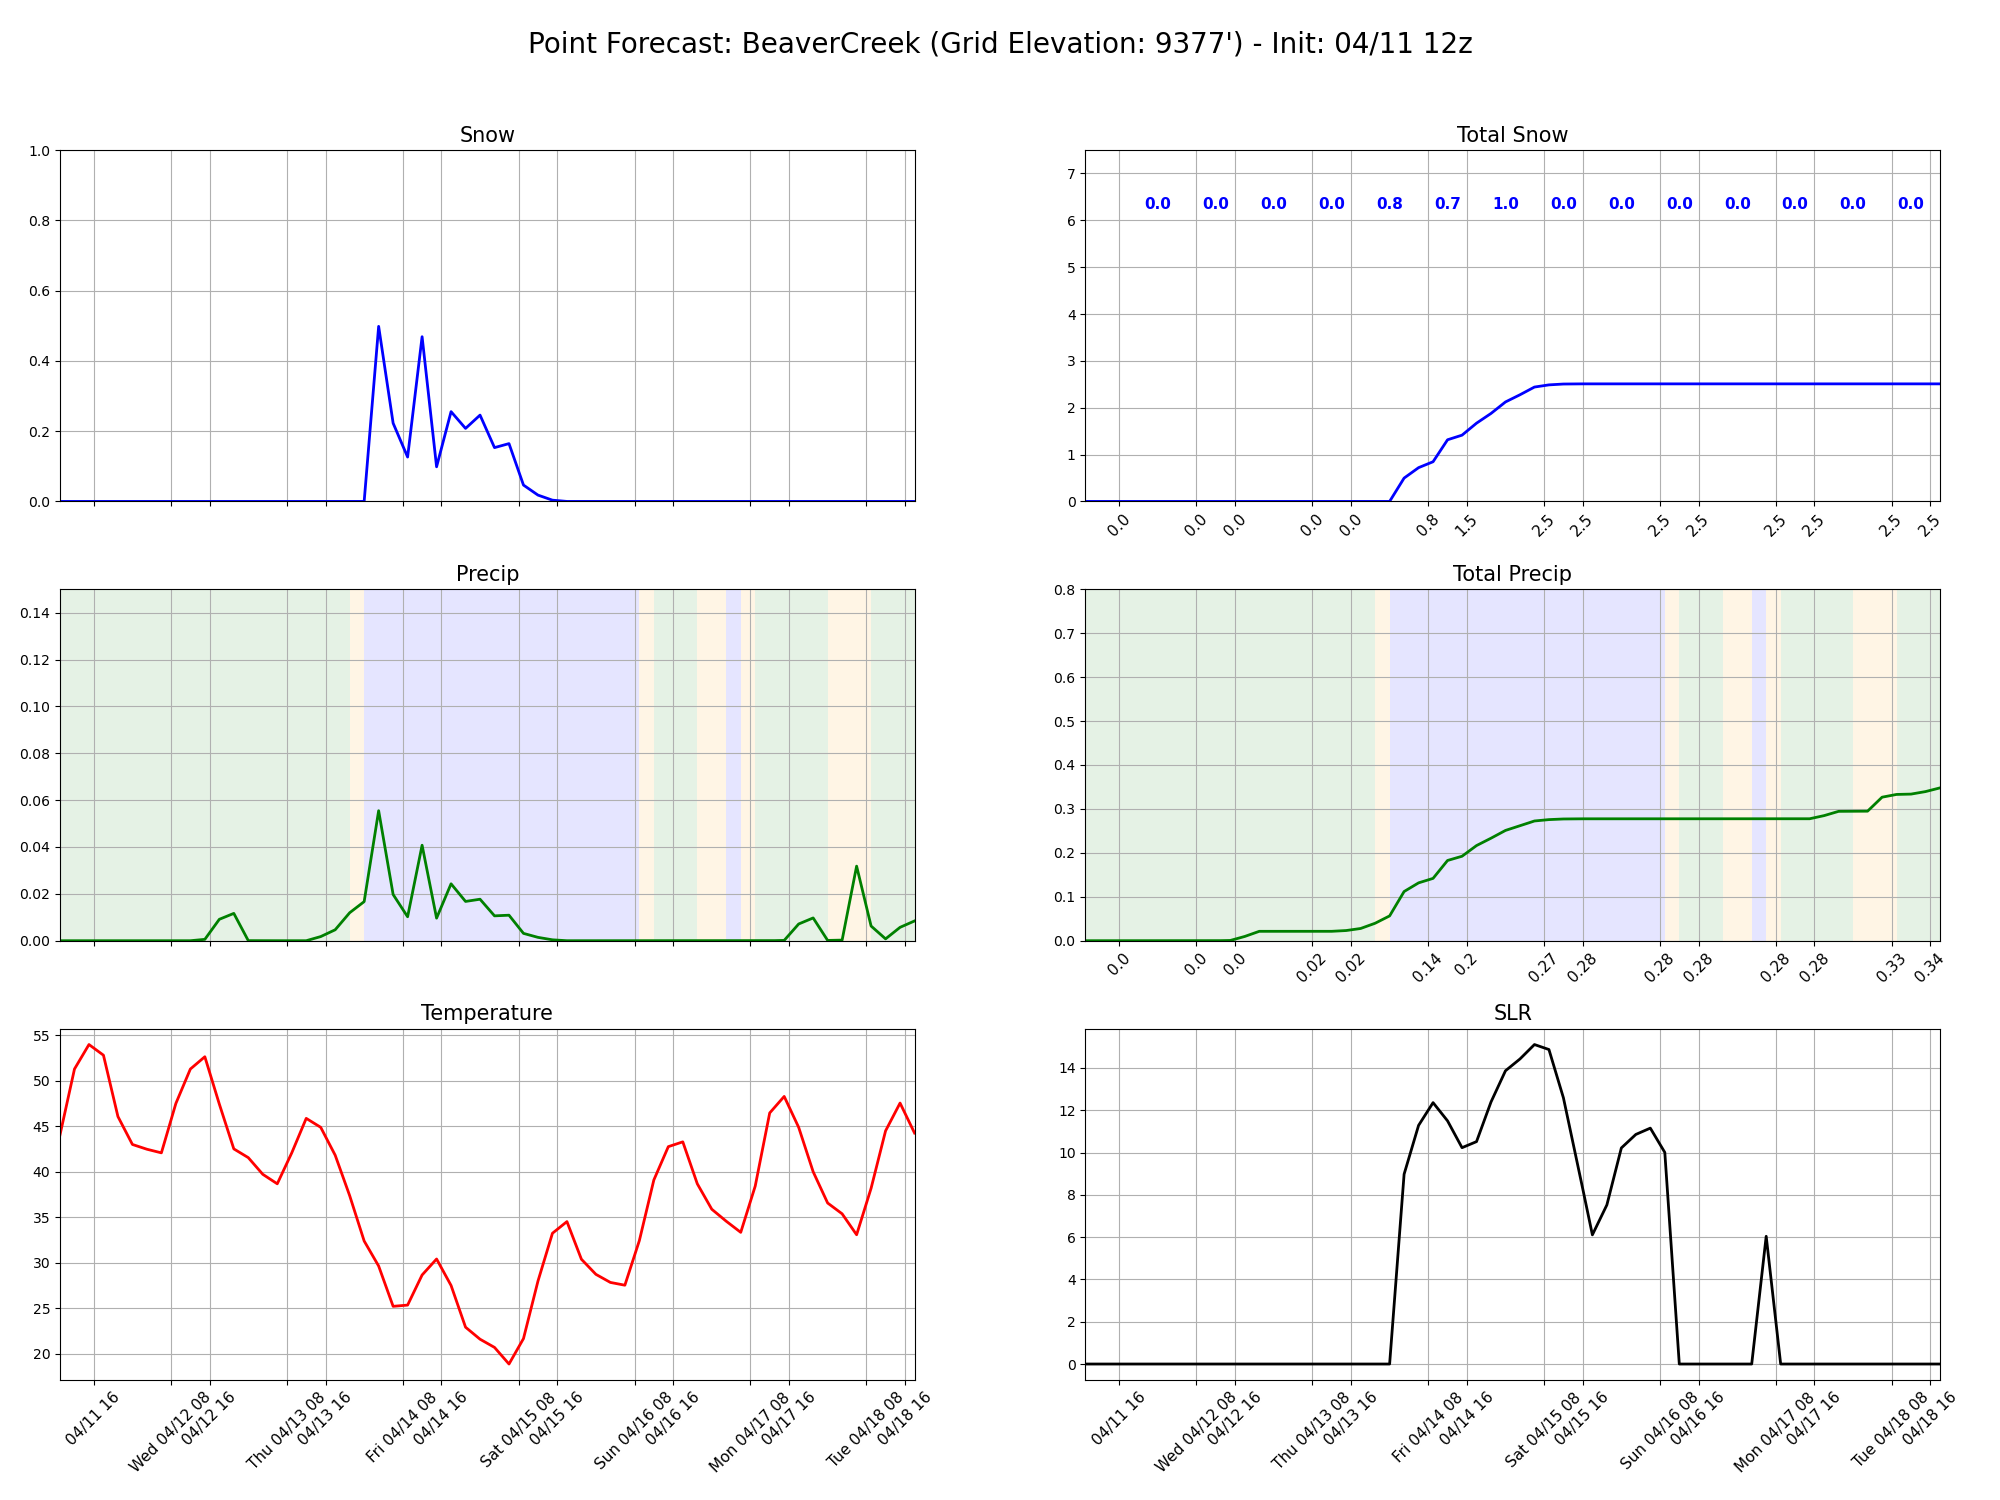 Point Forecast: BeaverCreek (Grid Elevation: 9377') - Init: 04/11 12z
Snow
1.0
0.8
0.6
0.4
0.2
0.0
Total Snow
7
6
5
4
3
2
1
0
0.0 0.0 0.0 0.0 0.8 0.7 1.0 0.0 0.0 0.0 0.0 0.0 0.0 0.0
0.0 0.0 0.0 0.0 0.0 0.8 1.5 2.5 2.5 2.5 2.5 2.5 2.5 2.5 2.5
Precip
0.14
0.12
0.10
0.08
0.06
0.04
0.02
0.00
Total Precip
0.8
0.7
0.6
0.5
0.4
0.3
0.2
0.1
0.0
0.0 0.0 0.0 0.02 0.02 0.14 0.2 0.27 0.28 0.28 0.28 0.28 0.28 0.33 0.34
Temperature
55
50
45
40
35
30
25
20
04/11 16
Wed 04/12 08
04/12 16
Thu 04/13 08
04/13 16
Fri 04/14 08
04/14 16
Sat 04/15 08
04/15 16
Sun 04/16 08
04/16 16
Mon 04/17 08
04/17 16
Tue 04/18 08
04/18 16
SLR
14
12
10
8
6
4
2
0
04/11 16
Wed 04/12 08
04/12 16
Thu 04/13 08
04/13 16
Fri 04/14 08
04/14 16
Sat 04/15 08
04/15 16
Sun 04/16 08
04/16 16
Mon 04/17 08
04/17 16
Tue 04/18 08
04/18 16